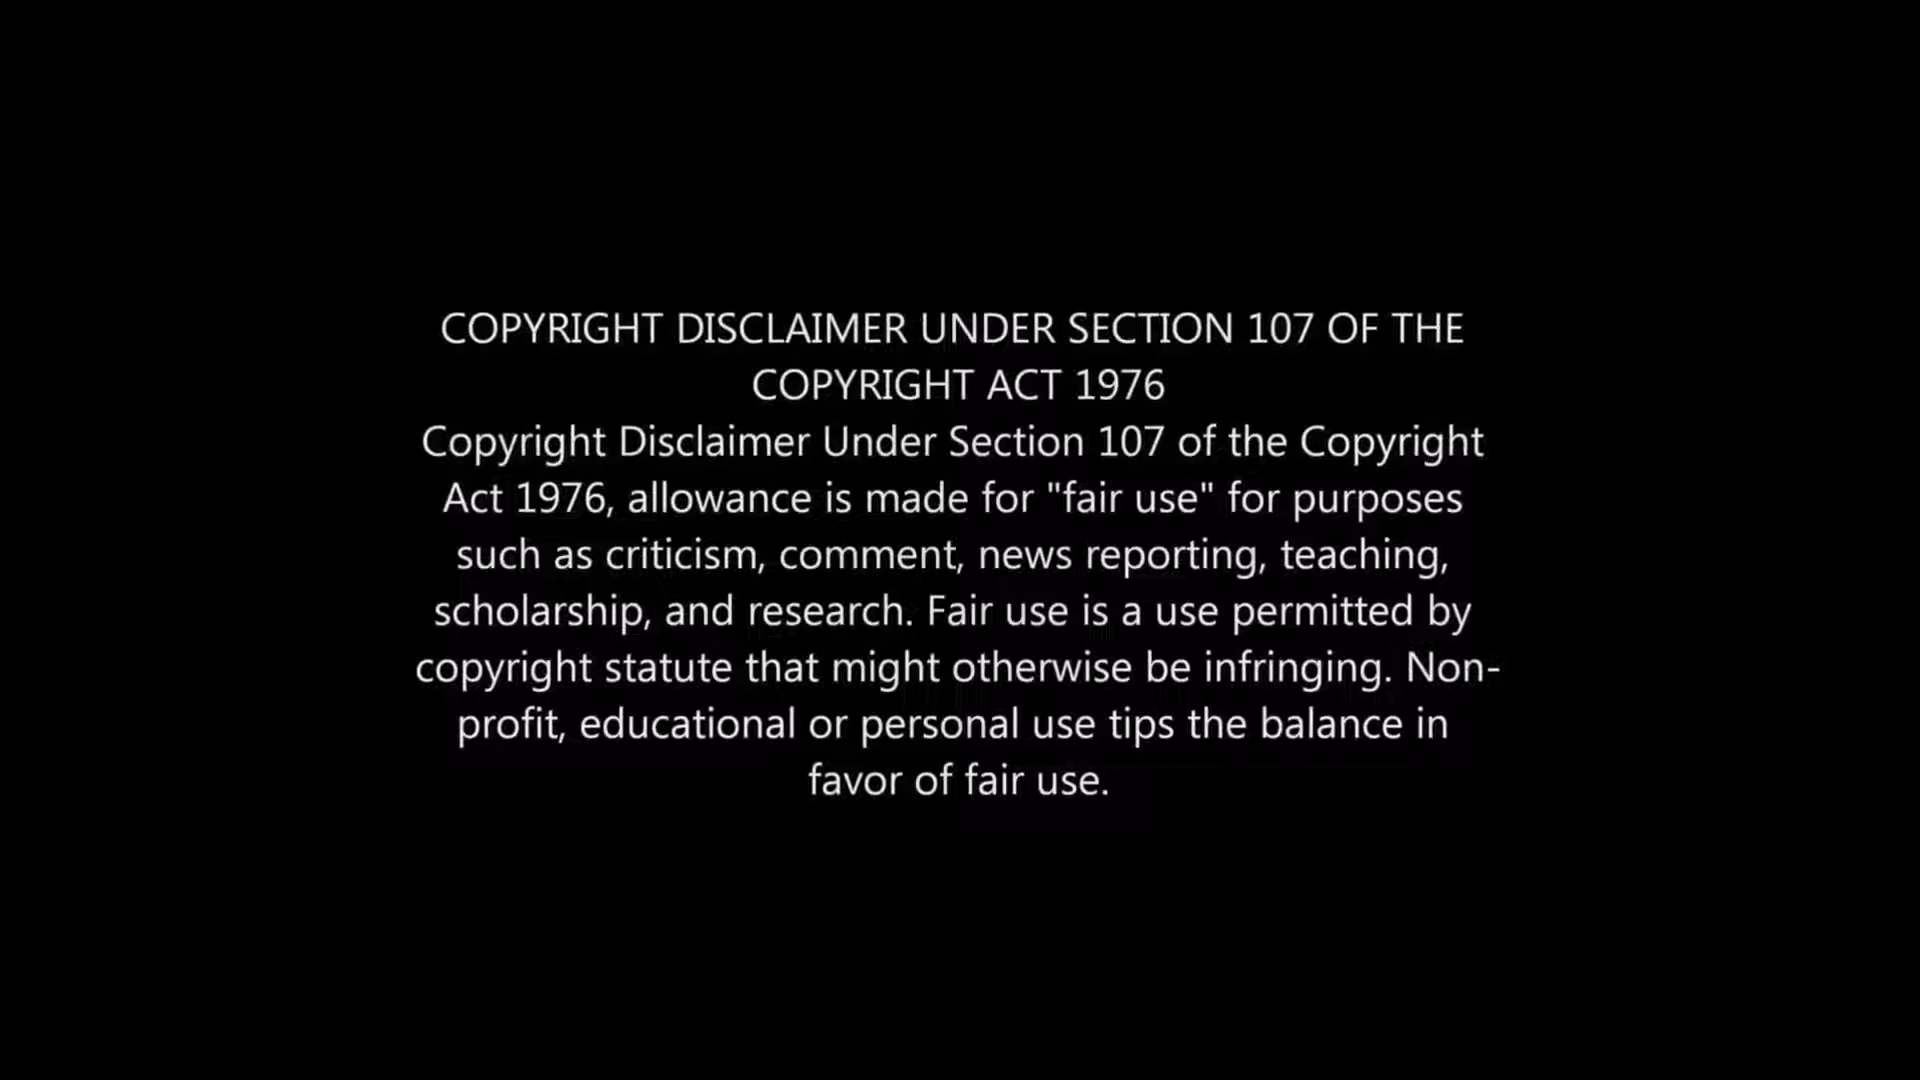 COPYRIGHT DISCLAIMER UNDER SECTION 107 OF THE
COPYRIGHT ACT 1976
Copyright Disclaimer Under Section 107 of the Copyright
Act 1976, allowance is made for "fair use" for purposes
such as criticism, comment, news reporting, teaching,
scholarship, and research. Fair use is a use permitted by
copyright statute that might otherwise be infringing. Non-
profit, educational or personal use tips the balance in
favor of fair use.